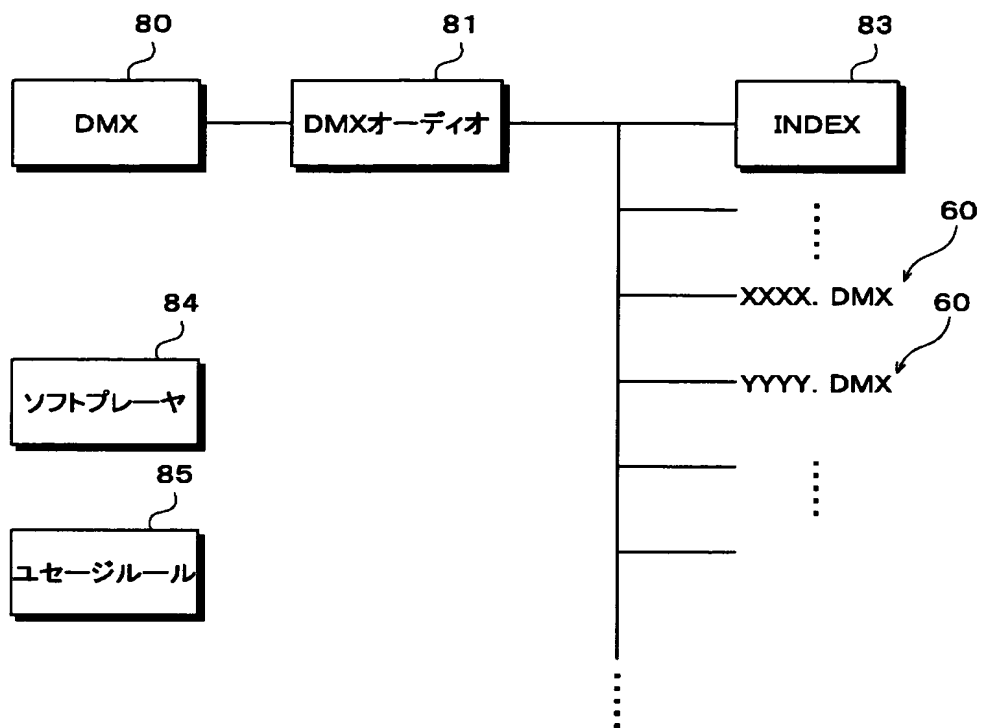 80
81
83
DMX
DMXオーディオ
INDEX
60
XXXX. DMX
60
84
YYYY. DMX
ソフトプレーヤ
85
ユセージルール